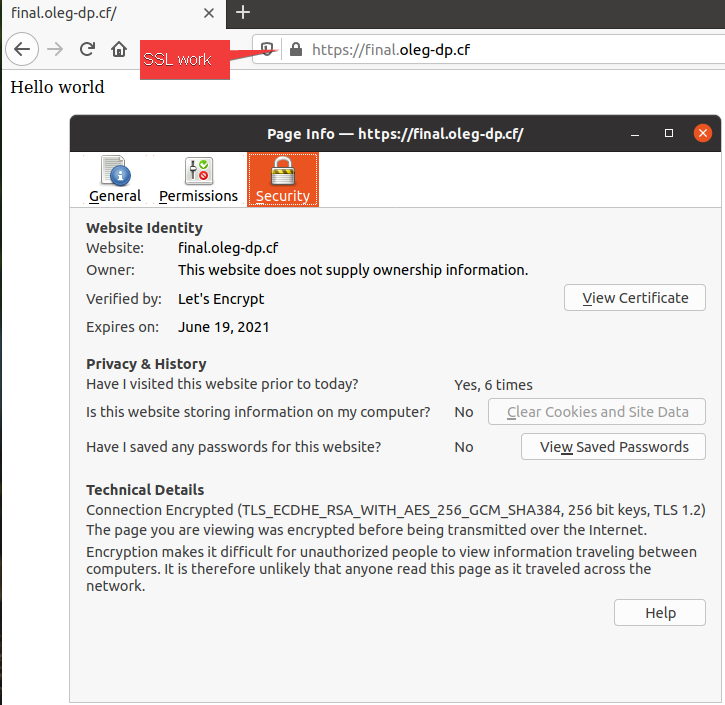 final.oleg-dp.cf/
SSL work
https://final.oleg-dp.cf
Hello world
Page Info — https://final.oleg-dp.cf/
General Permissions Security
Website Identity
Website: final.oleg-dp.cf
Owner: This website does not supply ownership information.
Verified by: Let's Encrypt View Certificate
Expires on: June 19, 2021
Privacy & History
Have I visited this website prior to today? Yes, 6 times
Is this website storing information on my computer? No Clear Cookies and Site Data
Have I saved any passwords for this website? No View Saved Passwords
Technical Details
Connection Encrypted (TLS_ECDHE_RSA_WITH_AES_256_GCM_SHA384, 256 bit keys, TLS 1.2)
The page you are viewing was encrypted before being transmitted over the Internet.
Encryption makes it difficult for unauthorized people to view information traveling between
computers. It is therefore unlikely that anyone read this page as it traveled across the
network.
Help